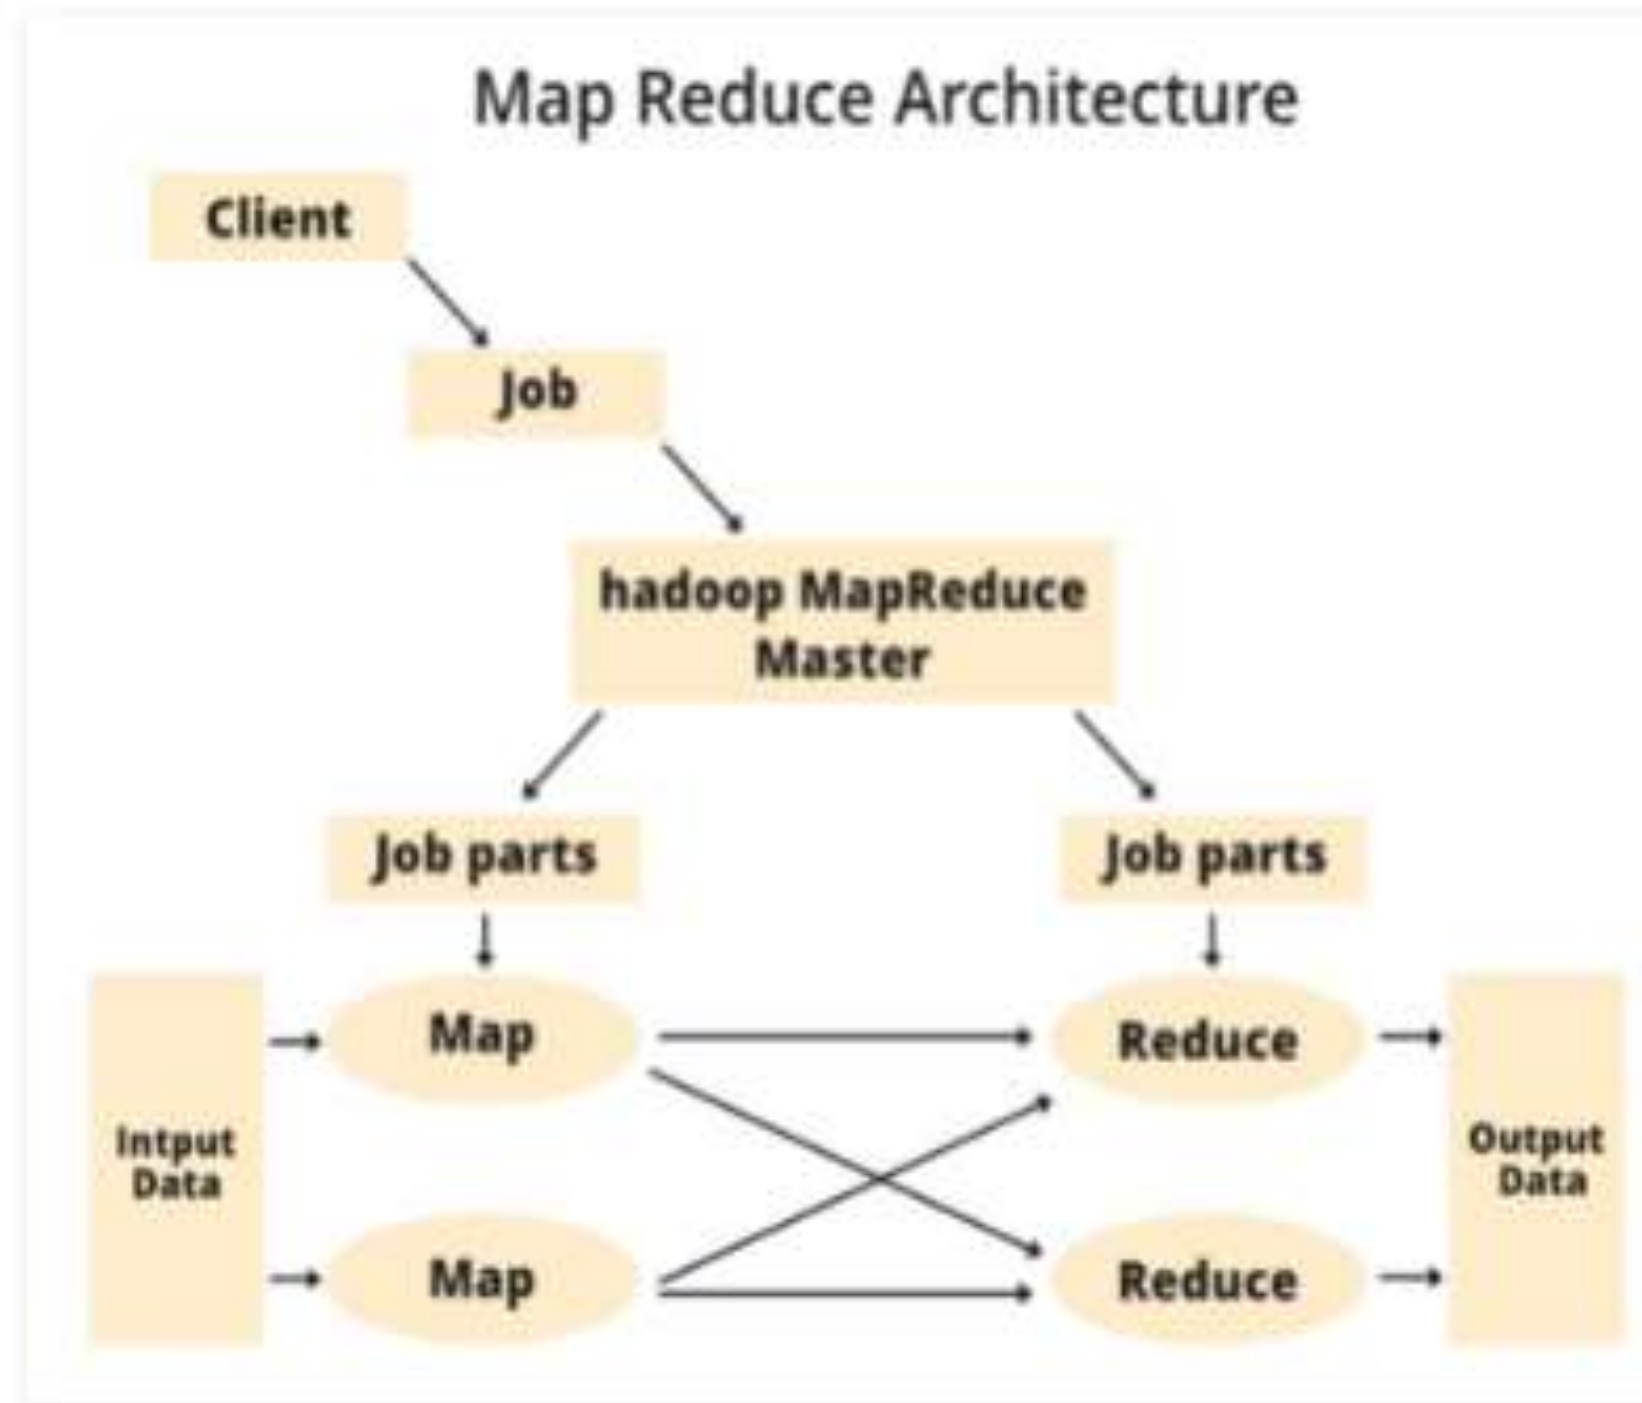 Map Reduce Architecture
Client
Job
hadoop MapReduce
Master
Job parts
Job parts
Map
Reduce
Intput
Data
Output
Data
Map
Reduce